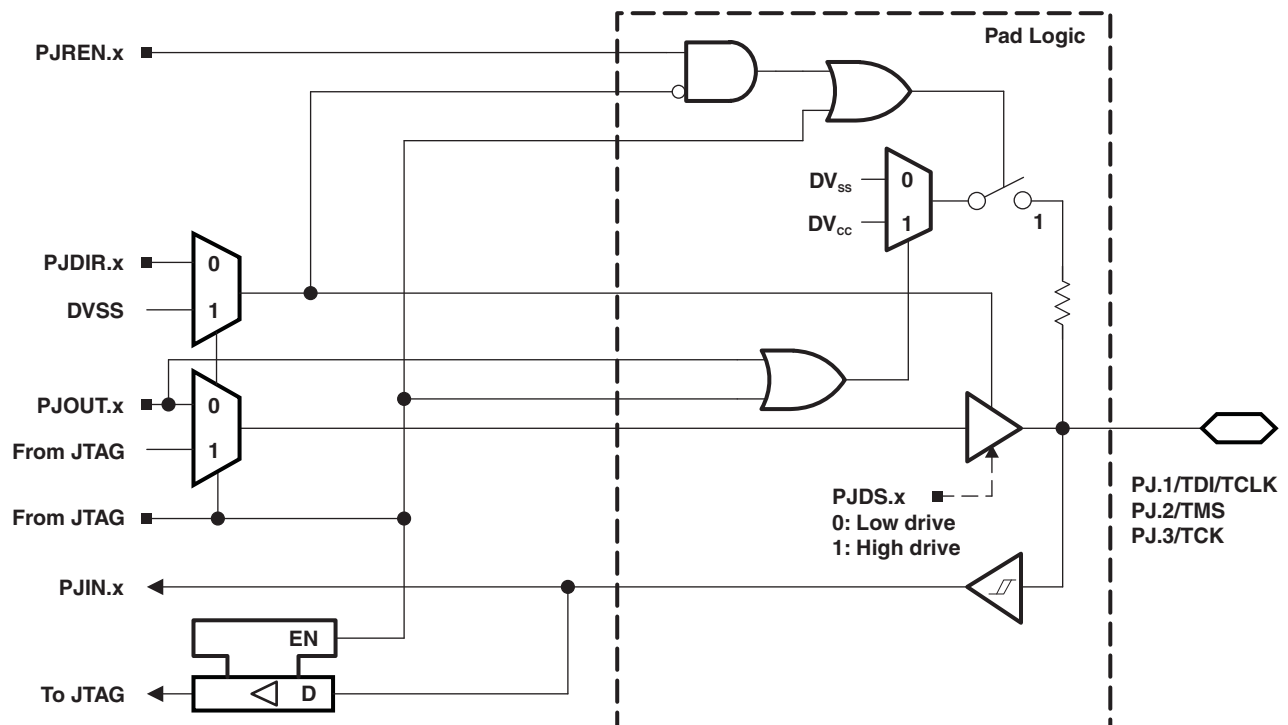 Pad Logic
PJREN.x
DVss
0
DVcc
1
1
PJDIR.x
0
DVSS
1
PJOUT.x
0
From JTAG
1
From JTAG
PJDS.x
0: Low drive
1: High drive
PJ.1/TDI/TCLK
PJ.2/TMS
PJ.3/TCK
PJIN.x
EN
To JTAG
D